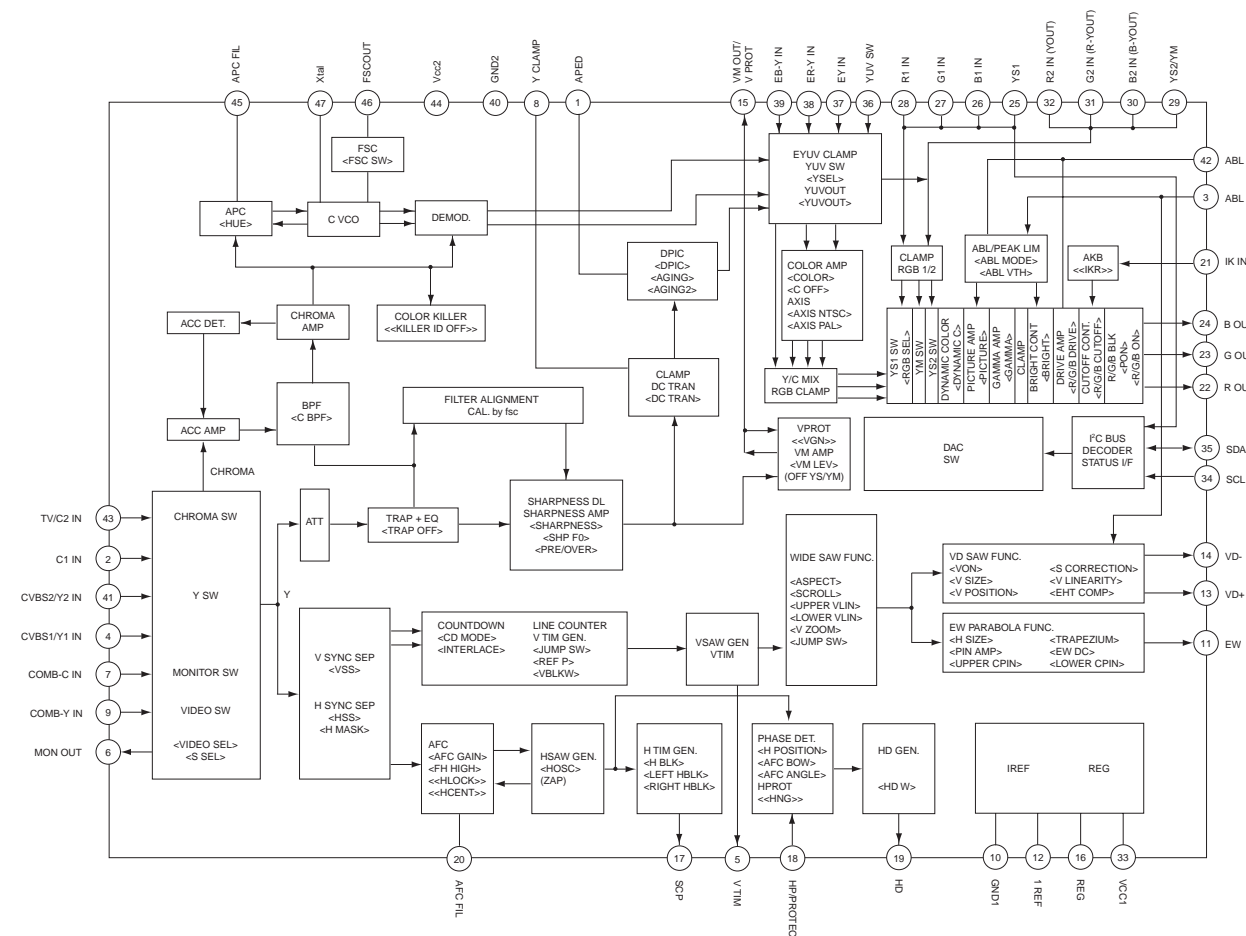 APC FIL
Xtal
FSCOUT
Vcc2
GND2
Y CLAMP
APED
VM OUT/
V PROT
EB-Y IN
ER-Y IN
EY IN
YUV SW
R1 IN
G1 IN
B1 IN
YS1
R2 IN (YOUT)
G2 IN (R-YOUT)
B2 IN (B-YOUT)
YS2/YM
45
47
46
44
40
8
1
15
39
38
37
36
28
27
26
25
32
31
30
29
FSC
<FSC SW>
APC
<HUE>
C VCO
DEMOD.
EYUV CLAMP
YUV SW
<YSEL>
YUVOUT
<YUVOUT>
42 ABL
3 ABL
21 IK IN
24 B OU
23 G OU
22 R OU
35 SDA
34 SCL
14 VD-
13 VD+
11 EW
DPIC
<DPIC>
<AGING>
<AGING2>
COLOR AMP
<COLOR>
<C OFF>
AXIS
<AXIS NTSC>
<AXIS PAL>
CLAMP
RGB 1/2
ABL/PEAK LIM
<ABL MODE>
<ABL VTH>
AKB
<<IKR>>
ACC DET.
CHROMA
AMP
COLOR KILLER
<<KILLER ID OFF>>
YS1 SW
<RGB SEL>
YM SW
YS2 SW
DYNAMIC COLOR
<DYNAMIC C>
PICTURE AMP
<PICTURE>
GAMMA AMP
<GAMMA>
CLAMP
BRIGHT CONT
<BRIGHT>
DRIVE AMP
<R/G/B DRIVE>
CUTOFF CONT.
<R/G/B CUTOFF>
R/G/B BLK
<PON>
<R/G/B ON>
CLAMP
DC TRAN
<DC TRAN>
Y/C MIX
RGB CLAMP
BPF
<C BPF>
FILTER ALIGNMENT
CAL. by fsc
ACC AMP
CHROMA
VPROT
<<VGN>>
VM AMP
<VM LEV>
(OFF YS/YM)
DAC
SW
I²C BUS
DECODER
STATUS I/F
TV/C2 IN 43
C1 IN 2
CVBS2/Y2 IN 41
CVBS1/Y1 IN 4
COMB-C IN 7
COMB-Y IN 9
MON OUT 6
CHROMA SW
Y SW
MONITOR SW
VIDEO SW
<VIDEO SEL>
<S SEL>
Y
ATT
TRAP + EQ
<TRAP OFF>
SHARPNESS DL
SHARPNESS AMP
<SHARPNESS>
<SHP F0>
<PRE/OVER>
WIDE SAW FUNC.
<ASPECT>
<SCROLL>
<UPPER VLIN>
<LOWER VLIN>
<V ZOOM>
<JUMP SW>
VD SAW FUNC.
<VON> <S CORRECTION>
<V SIZE> <V LINEARITY>
<V POSITION> <EHT COMP>
EW PARABOLA FUNC.
<H SIZE> <TRAPEZIUM>
<PIN AMP> <EW DC>
<UPPER CPIN> <LOWER CPIN>
V SYNC SEP
<VSS>
H SYNC SEP
<HSS>
<H MASK>
COUNTDOWN LINE COUNTER
<CD MODE> V TIM GEN.
<INTERLACE> <JUMP SW>
<REF P>
<VBLKW>
VSAW GEN
VTIM
AFC
<AFC GAIN>
<FH HIGH>
<<HLOCK>>
<<HCENT>>
HSAW GEN.
<HOSC>
(ZAP)
H TIM GEN.
<H BLK>
<LEFT HBLK>
<RIGHT HBLK>
PHASE DET.
<H POSITION>
<AFC BOW>
<AFC ANGLE>
HPROT
<<HNG>>
HD GEN.
<HD W>
IREF REG
20
17
5
18
19
10
12
16
33
AFC FIL
SCP
V TIM
HP/PROTEC
HD
GND1
1 REF
REG
VCC1